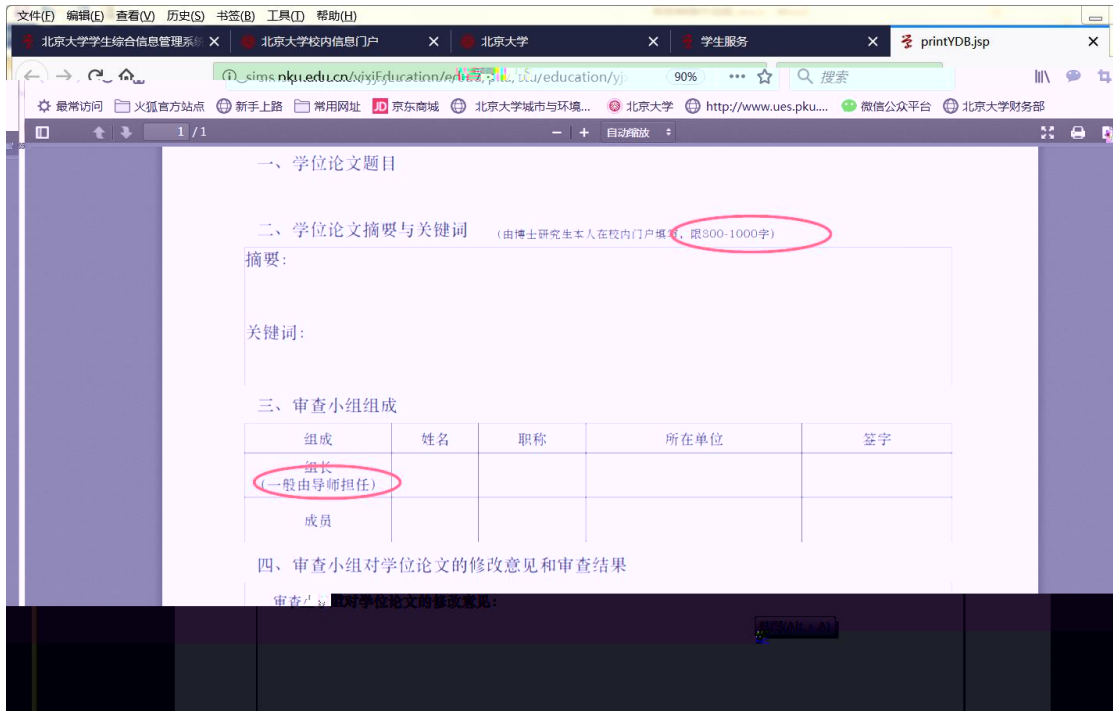 文件(F) 编辑(E) 查看(V) 历史(S) 书签(B) 工具(T) 帮助(H)
北京大学学生综合信息管理系统 北京大学校内信息门户 北京大学 学生服务 printYDB.jsp
90% 搜索
最常访问 火狐官方站点 新手上路 常用网址 JD 京东商城 北京大学城市与环境... 北京大学 http://www.ues.pku.... 微信公众平台 北京大学财务部
1 / 1 自动缩放
一、学位论文题目
二、学位论文摘要与关键词 (由博士研究生本人在校内门户填写, 限800-1000字)
摘要:
关键词:
三、审查小组组成
组成 姓名 职称 所在单位 签字
组长
(一般由导师担任)
成员
四、审查小组对学位论文的修改意见和审查结果
审查小组对学位论文的修改意见: